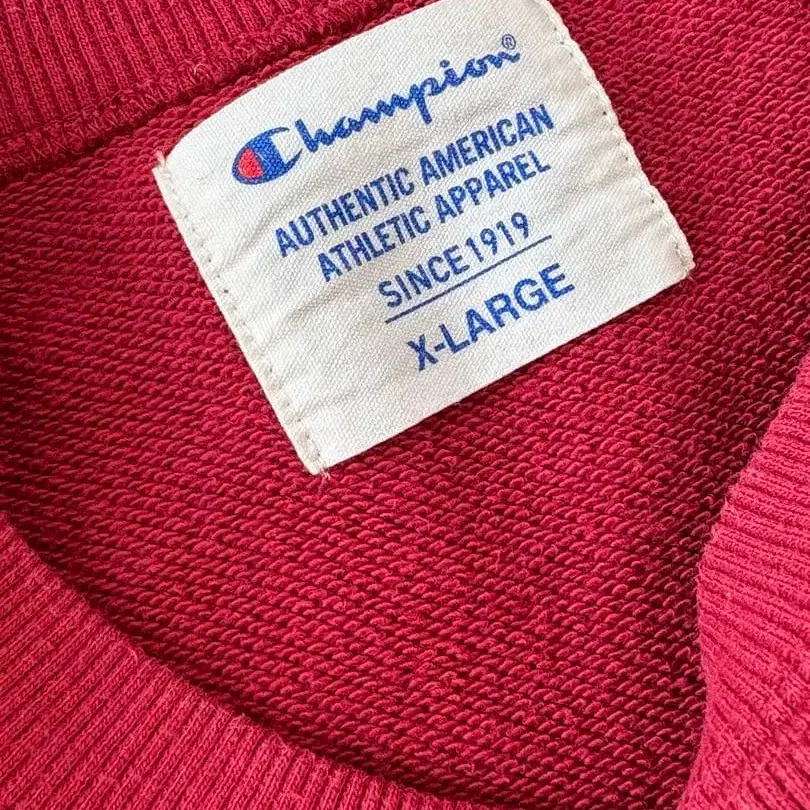 Champion®
AUTHENTIC AMERICAN
ATHLETIC APPAREL
SINCE 1919
X-LARGE